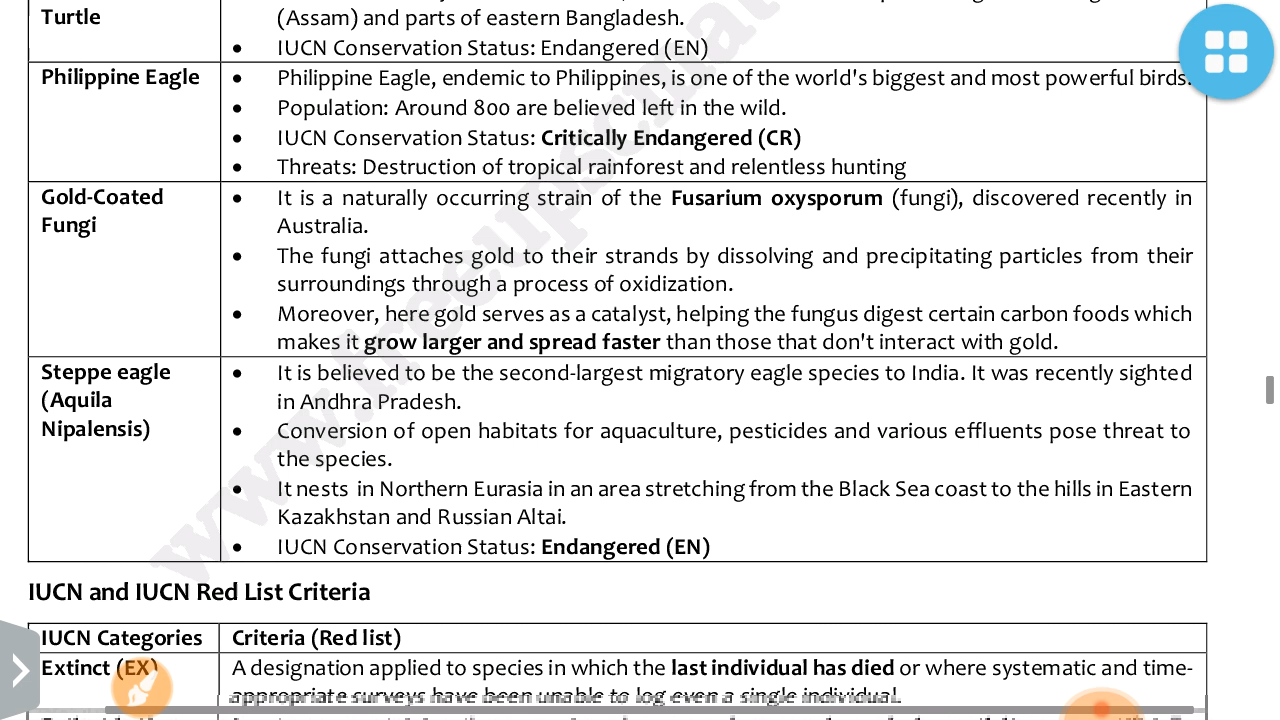 Turtle
(Assam) and parts of eastern Bangladesh.
• IUCN Conservation Status: Endangered (EN)
Philippine Eagle
• Philippine Eagle, endemic to Philippines, is one of the world's biggest and most powerful birds.
• Population: Around 800 are believed left in the wild.
• IUCN Conservation Status: Critically Endangered (CR)
• Threats: Destruction of tropical rainforest and relentless hunting
Gold-Coated
Fungi
• It is a naturally occurring strain of the Fusarium oxysporum (fungi), discovered recently in
Australia.
• The fungi attaches gold to their strands by dissolving and precipitating particles from their
surroundings through a process of oxidization.
• Moreover, here gold serves as a catalyst, helping the fungus digest certain carbon foods which
makes it grow larger and spread faster than those that don't interact with gold.
Steppe eagle
(Aquila
Nipalensis)
• It is believed to be the second-largest migratory eagle species to India. It was recently sighted
in Andhra Pradesh.
• Conversion of open habitats for aquaculture, pesticides and various effluents pose threat to
the species.
• It nests in Northern Eurasia in an area stretching from the Black Sea coast to the hills in Eastern
Kazakhstan and Russian Altai.
• IUCN Conservation Status: Endangered (EN)
IUCN and IUCN Red List Criteria
IUCN Categories
Criteria (Red list)
Extinct (EX)
A designation applied to species in which the last individual has died or where systematic and time-
appropriate surveys have been unable to log even a single individual.